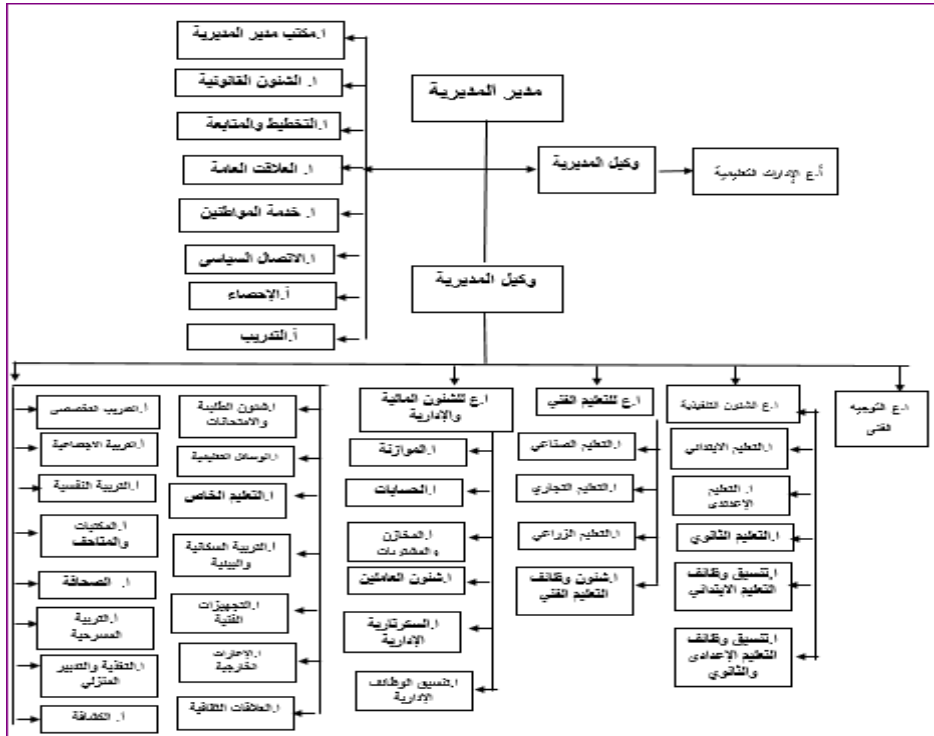 مدير المديرية
ا.مكتب مدير المديرية
ا. الشئون القانونية
ا.التخطيط والمتابعة
ا. العلاقت العامة
ا. خدمة المواطنين
ا.الاتصال السياسى
أ.الإحصاء
أ.التدريب
وكيل المديرية
أ.ع الإدارات التعليمية
وكيل المديرية
ا.ع التوجيه
الفنى
ا.ع الشئون التنفيذية
ا.التعليم الابتدائي
ا. التعليم
الإعدادى
ا.التعليم الثانوي
ا.تنسيق وظائف
التعليم الابتدائي
ا.تنسيق وظائف
التعليم الإعدادى
والثانوي
ا.ع للتعليم الفني
ا.التعليم الصناعي
ا.التعليم التجاري
ا.التعليم الزراعي
ا.شئون وظائف
التعليم الفني
ا.ع للشئون المالية
والإدارية
ا.الموازنة
ا.الحسابات
ا.المخازن
والمشتريات
ا.شئون العاملين
ا.السكرتارية
الإدارية
ا.تنسيق الوظائف
الإدارية
ا.شئون الطلبة
والامتحانات
ا.الوسائل التعليمية
ا.التعليم الخاص
ا.التربية السكانية
والبيئية
ا.التجهيزات
الفنية
ا.الإعارات
الخارجية
ا.العلاقات الثقافية
أ.التربية الاجتماعية
ا.التربية النفسية
ا.المكتبات
والمتاحف
ا. الصحافة
ا.التربية
المسرحية
ا.التغذية والتدبير
المنزلي
أ. الكشافة